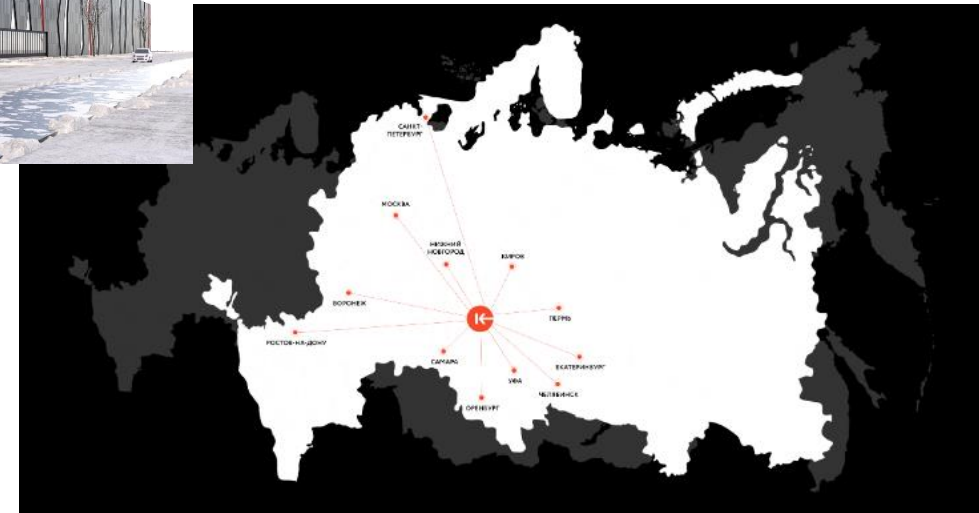 САНКТ-
ПЕТЕРБУРГ
МОСКВА
НИЖНИЙ
НОВГОРОД
КИРОВ
ВОРОНЕЖ
ПЕРМЬ
РОСТОВ-НА-ДОНУ
САМАРА
ЕКАТЕРИНБУРГ
УФА
ЧЕЛЯБИНСК
ОРЕНБУРГ